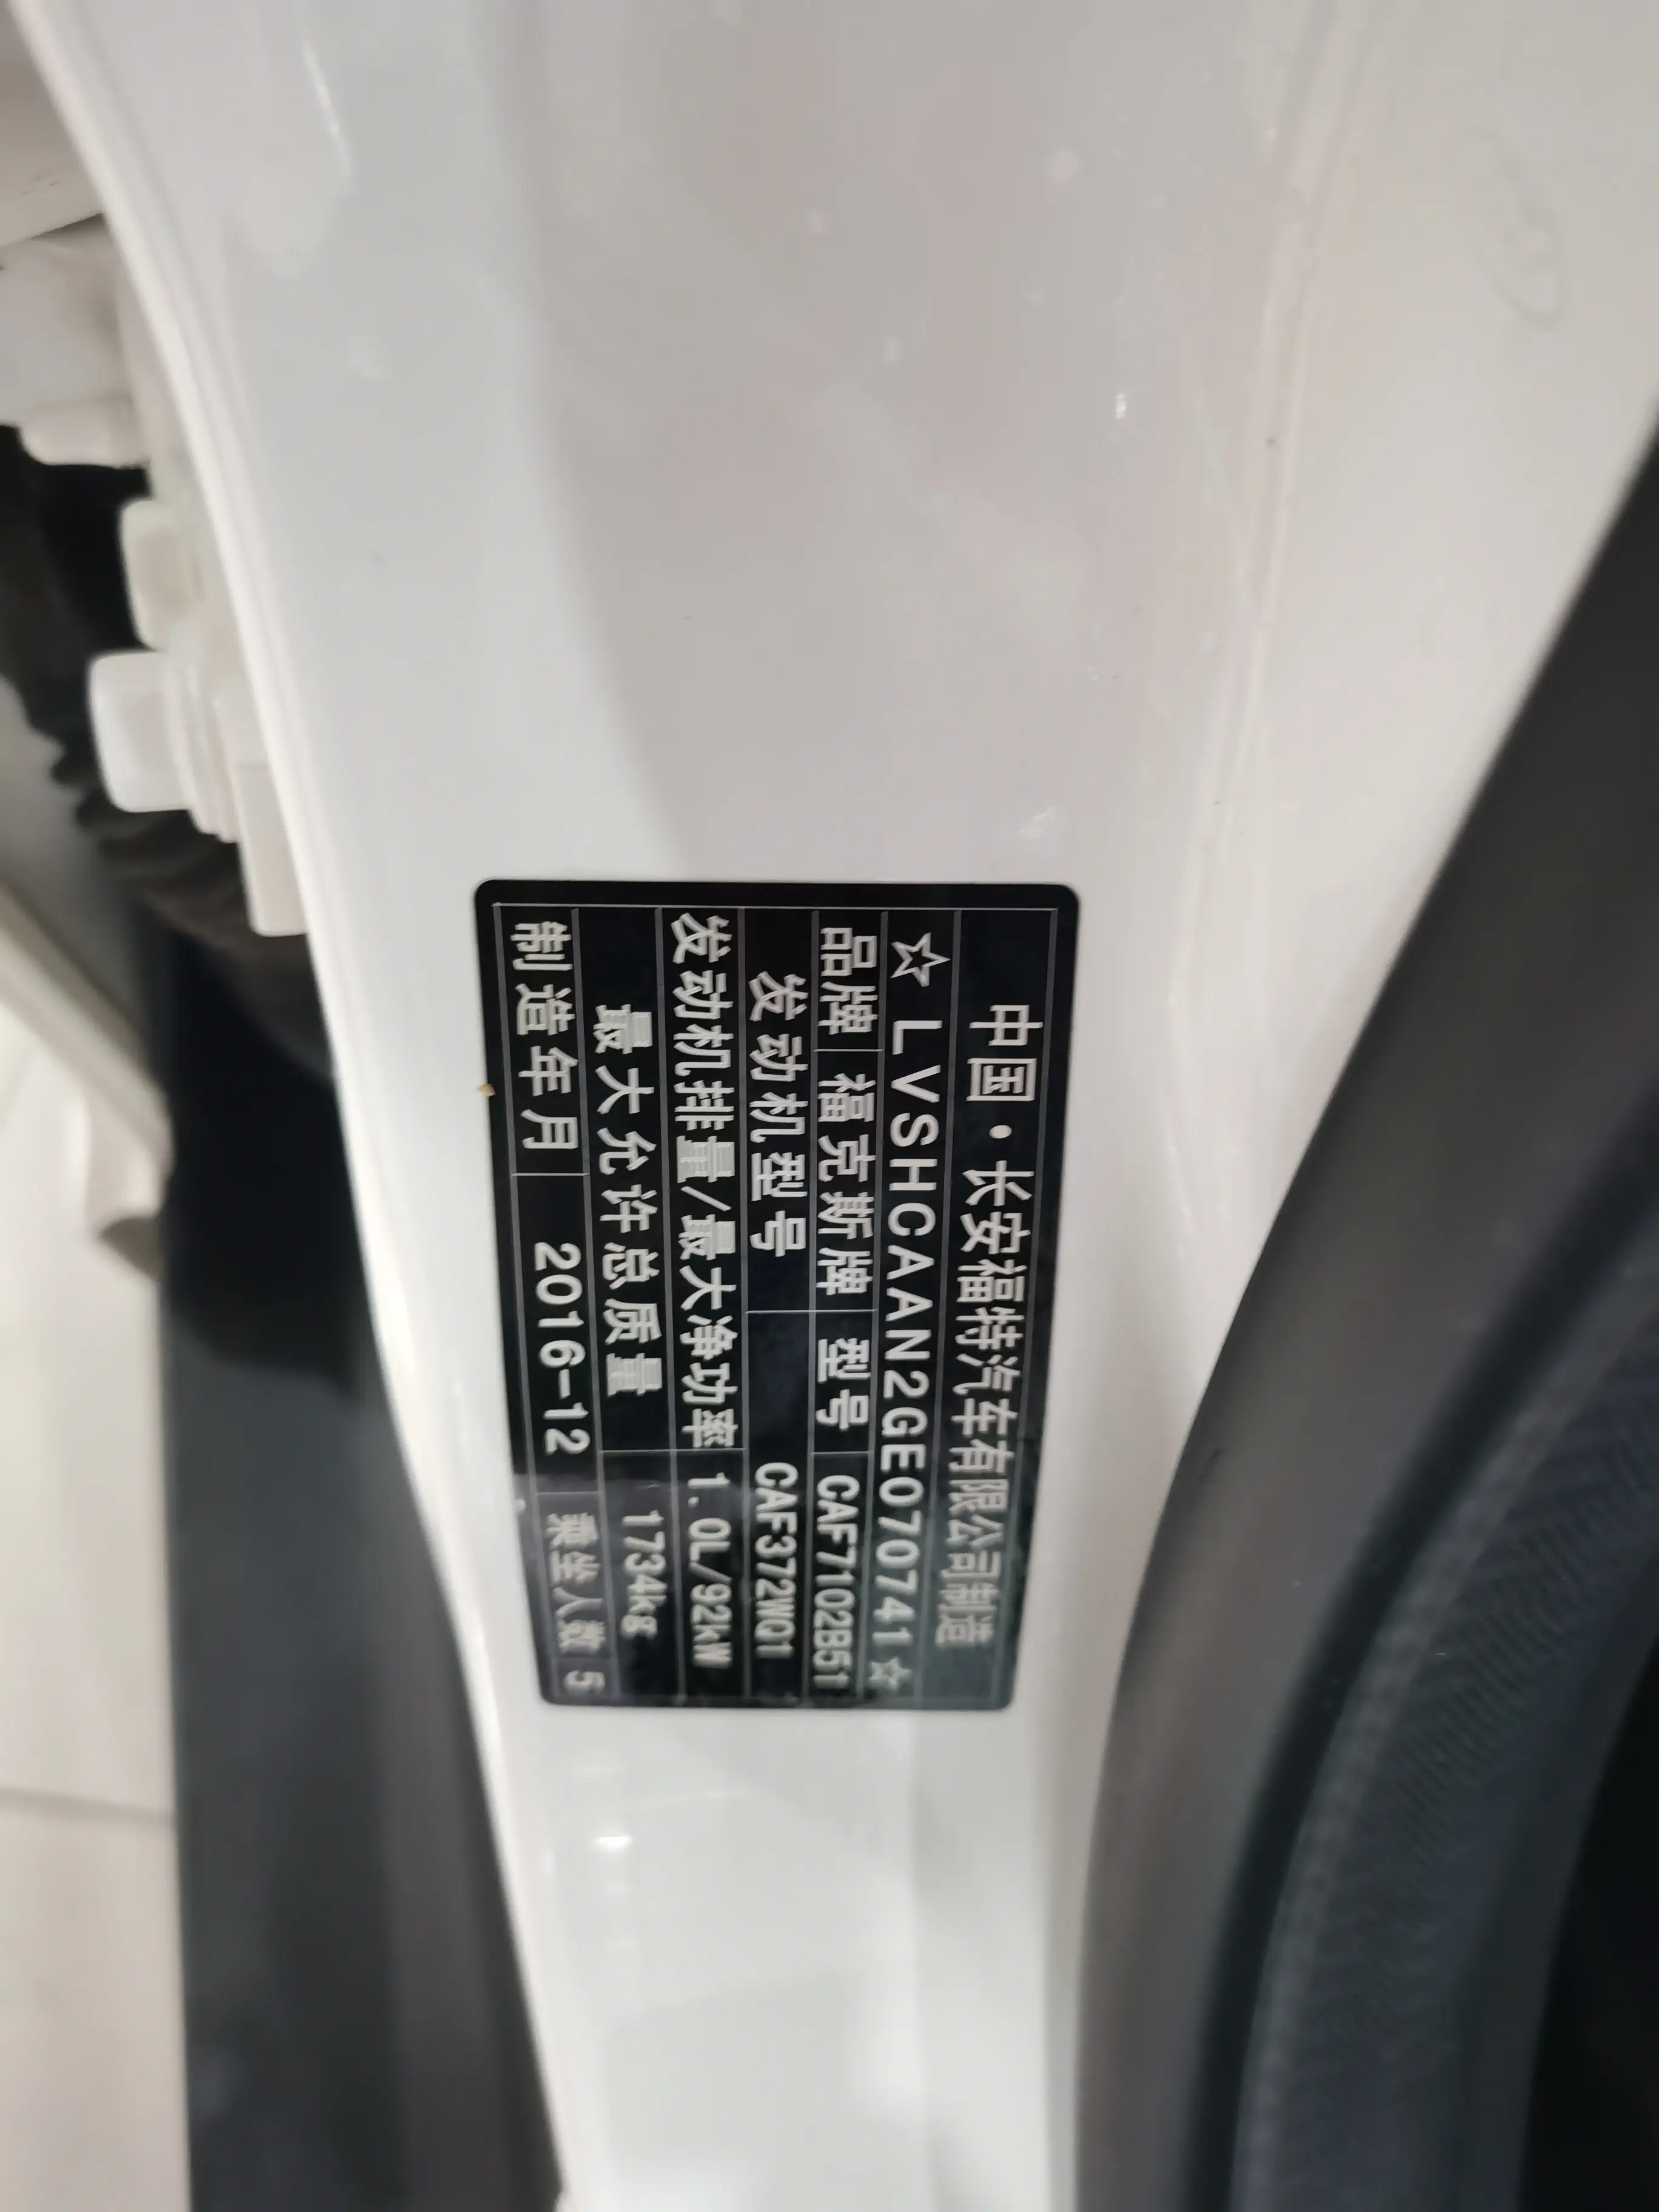 中国·长安福特汽车有限公司制造
☆LVSHCAAN2GE070741☆
品牌 福克斯牌 型号 CAF7102B51
发动机型号 CAF372WQ1
发动机排量/最大净功率 1.0L/92kW
最大允许总质量 1734kg
制造年月 2016-12 乘坐人数 5